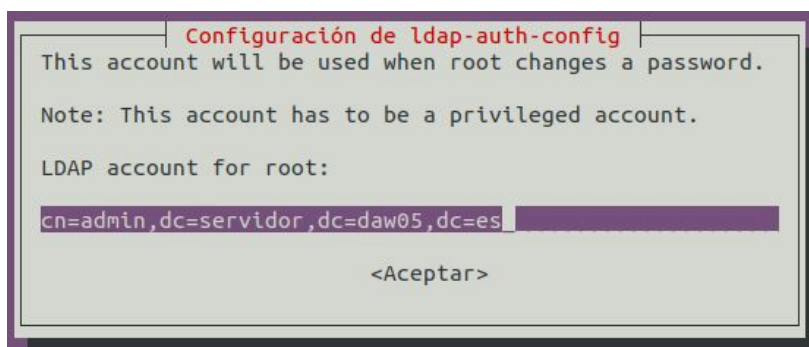 Configuración de ldap-auth-config
This account will be used when root changes a password.
Note: This account has to be a privileged account.
LDAP account for root:
cn=admin,dc=servidor,dc=daw05,dc=es_
<Aceptar>